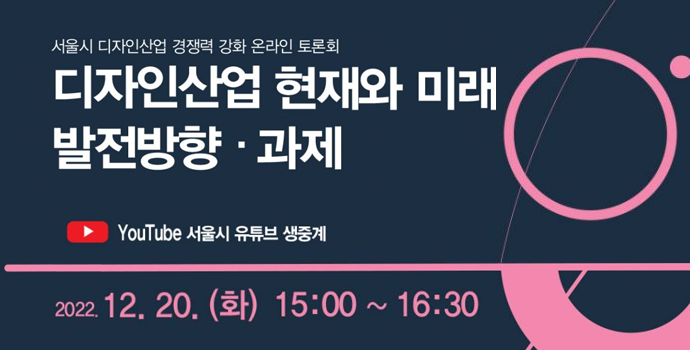 서울시 디자인산업 경쟁력 강화 온라인 토론회
디자인산업 현재와 미래
발전방향 · 과제
YouTube 서울시 유튜브 생중계
2022. 12. 20. (화) 15:00 ~ 16:30